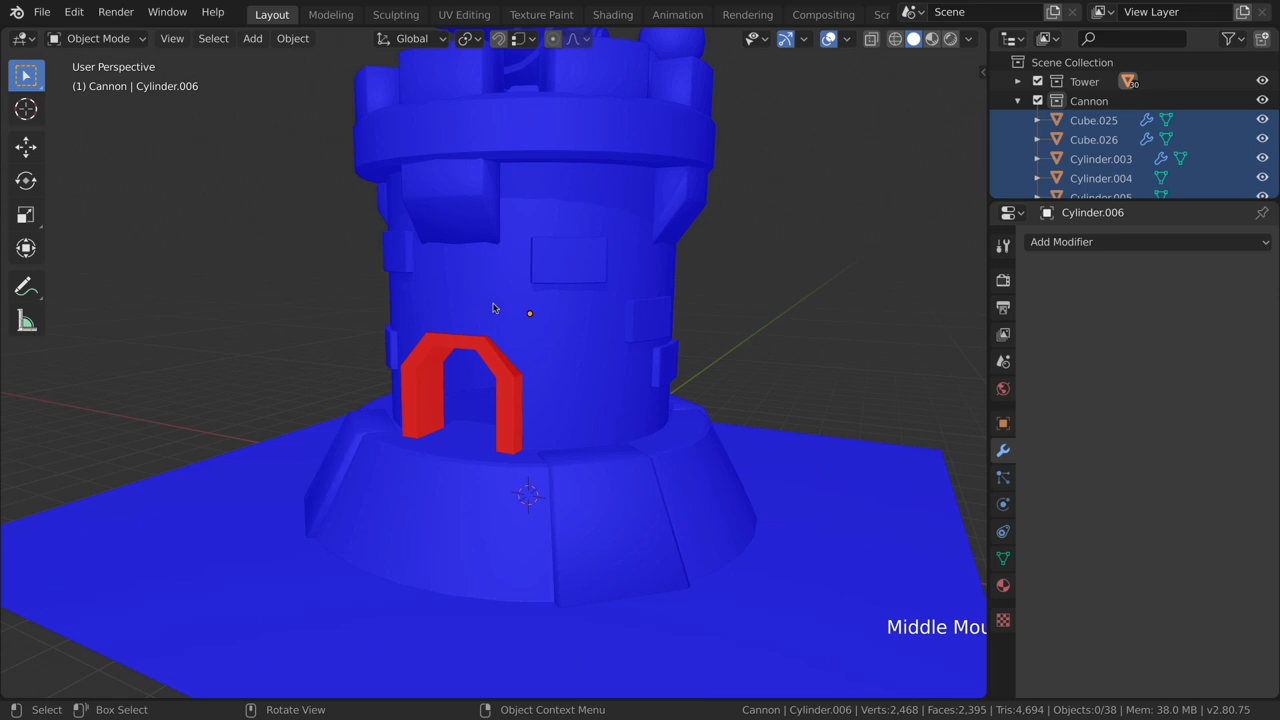 File Edit Render Window Help Layout Modeling Sculpting UV Editing Texture Paint Shading Animation Rendering Compositing Scr Scene View Layer
Object Mode View Select Add Object Global
User Perspective
(1) Cannon | Cylinder.006
Scene Collection
Tower 30
Cannon
Cube.025
Cube.026
Cylinder.003
Cylinder.004
Cylinder.005
Cylinder.006
Add Modifier
Middle Mou
Select Box Select Rotate View Object Context Menu Cannon | Cylinder.006 | Verts:2,468 | Faces:2,395 | Tris:4,694 | Objects:0/38 | Mem: 38.0 MB | v2.80.75